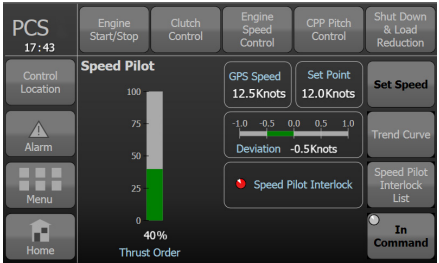 PCS
17:43
Engine
Start/Stop
Clutch
Control
Engine
Speed
Control
CPP Pitch
Control
Shut Down
& Load
Reduction
Control
Location
Alarm
Menu
Home
Speed Pilot
100
75
50
25
0
40%
Thrust Order
GPS Speed
12.5Knots
Set Point
12.0Knots
-1.0 -0.5 0.0 0.5 1.0
Deviation -0.5Knots
Speed Pilot Interlock
Set Speed
Trend Curve
Speed Pilot
Interlock
List
In
Command